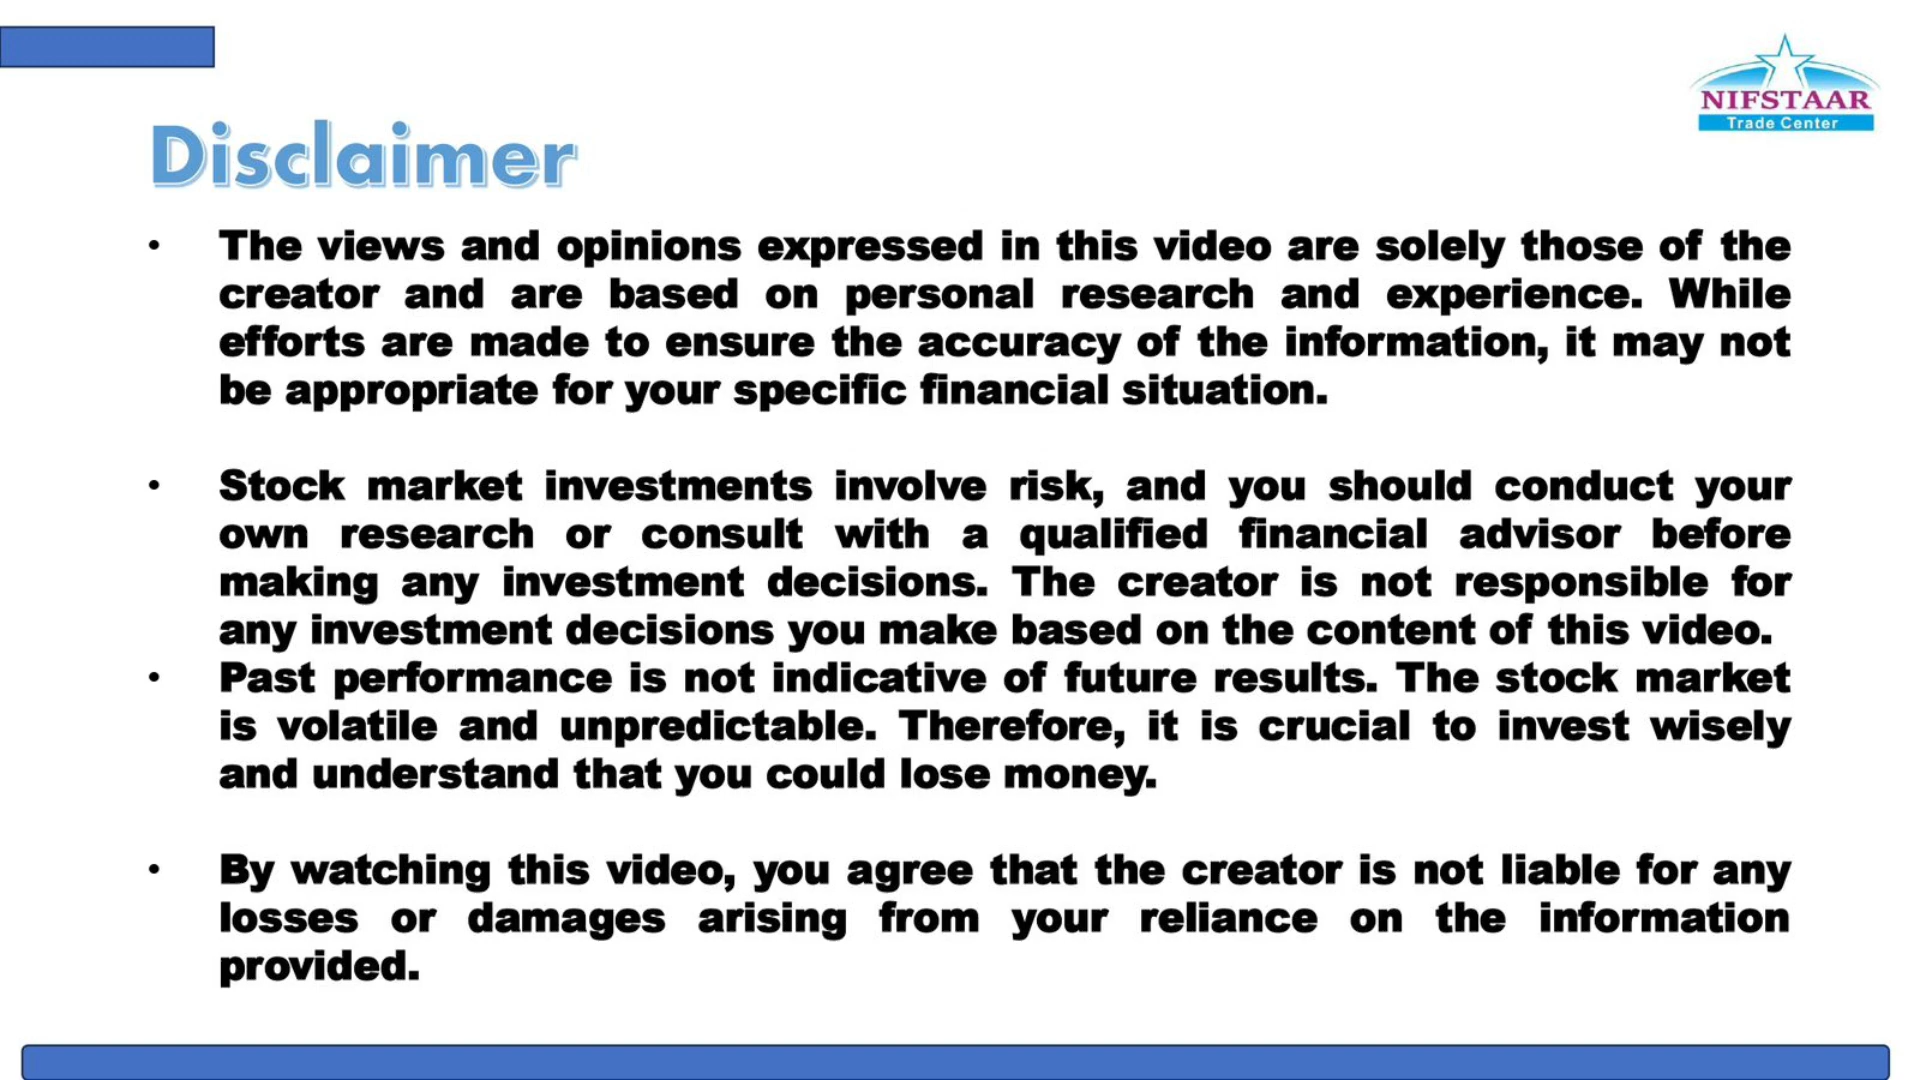 NIFSTAAR
Trade Center
Disclaimer
• The views and opinions expressed in this video are solely those of the
creator and are based on personal research and experience. While
efforts are made to ensure the accuracy of the information, it may not
be appropriate for your specific financial situation.
• Stock market investments involve risk, and you should conduct your
own research or consult with a qualified financial advisor before
making any investment decisions. The creator is not responsible for
any investment decisions you make based on the content of this video.
• Past performance is not indicative of future results. The stock market
is volatile and unpredictable. Therefore, it is crucial to invest wisely
and understand that you could lose money.
• By watching this video, you agree that the creator is not liable for any
losses or damages arising from your reliance on the information
provided.